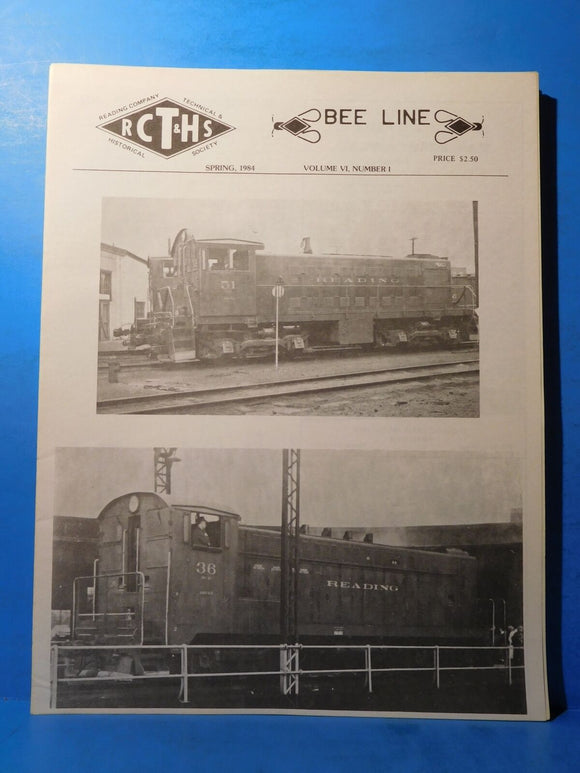 READING COMPANY TECHNICAL &
RCT&HS
HISTORICAL SOCIETY
BEE LINE
PRICE $2.50
SPRING, 1984 VOLUME VI, NUMBER 1
51
READING
36
READING